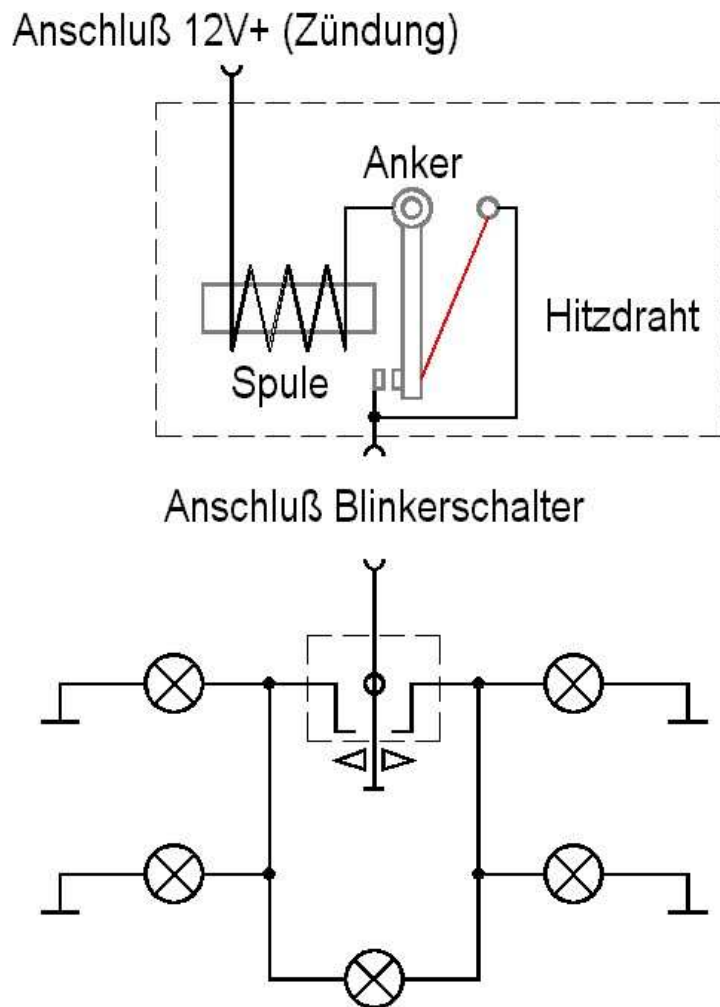 Anschluß 12V+ (Zündung)
Anker
Hitzdraht
Spule
Anschluß Blinkerschalter